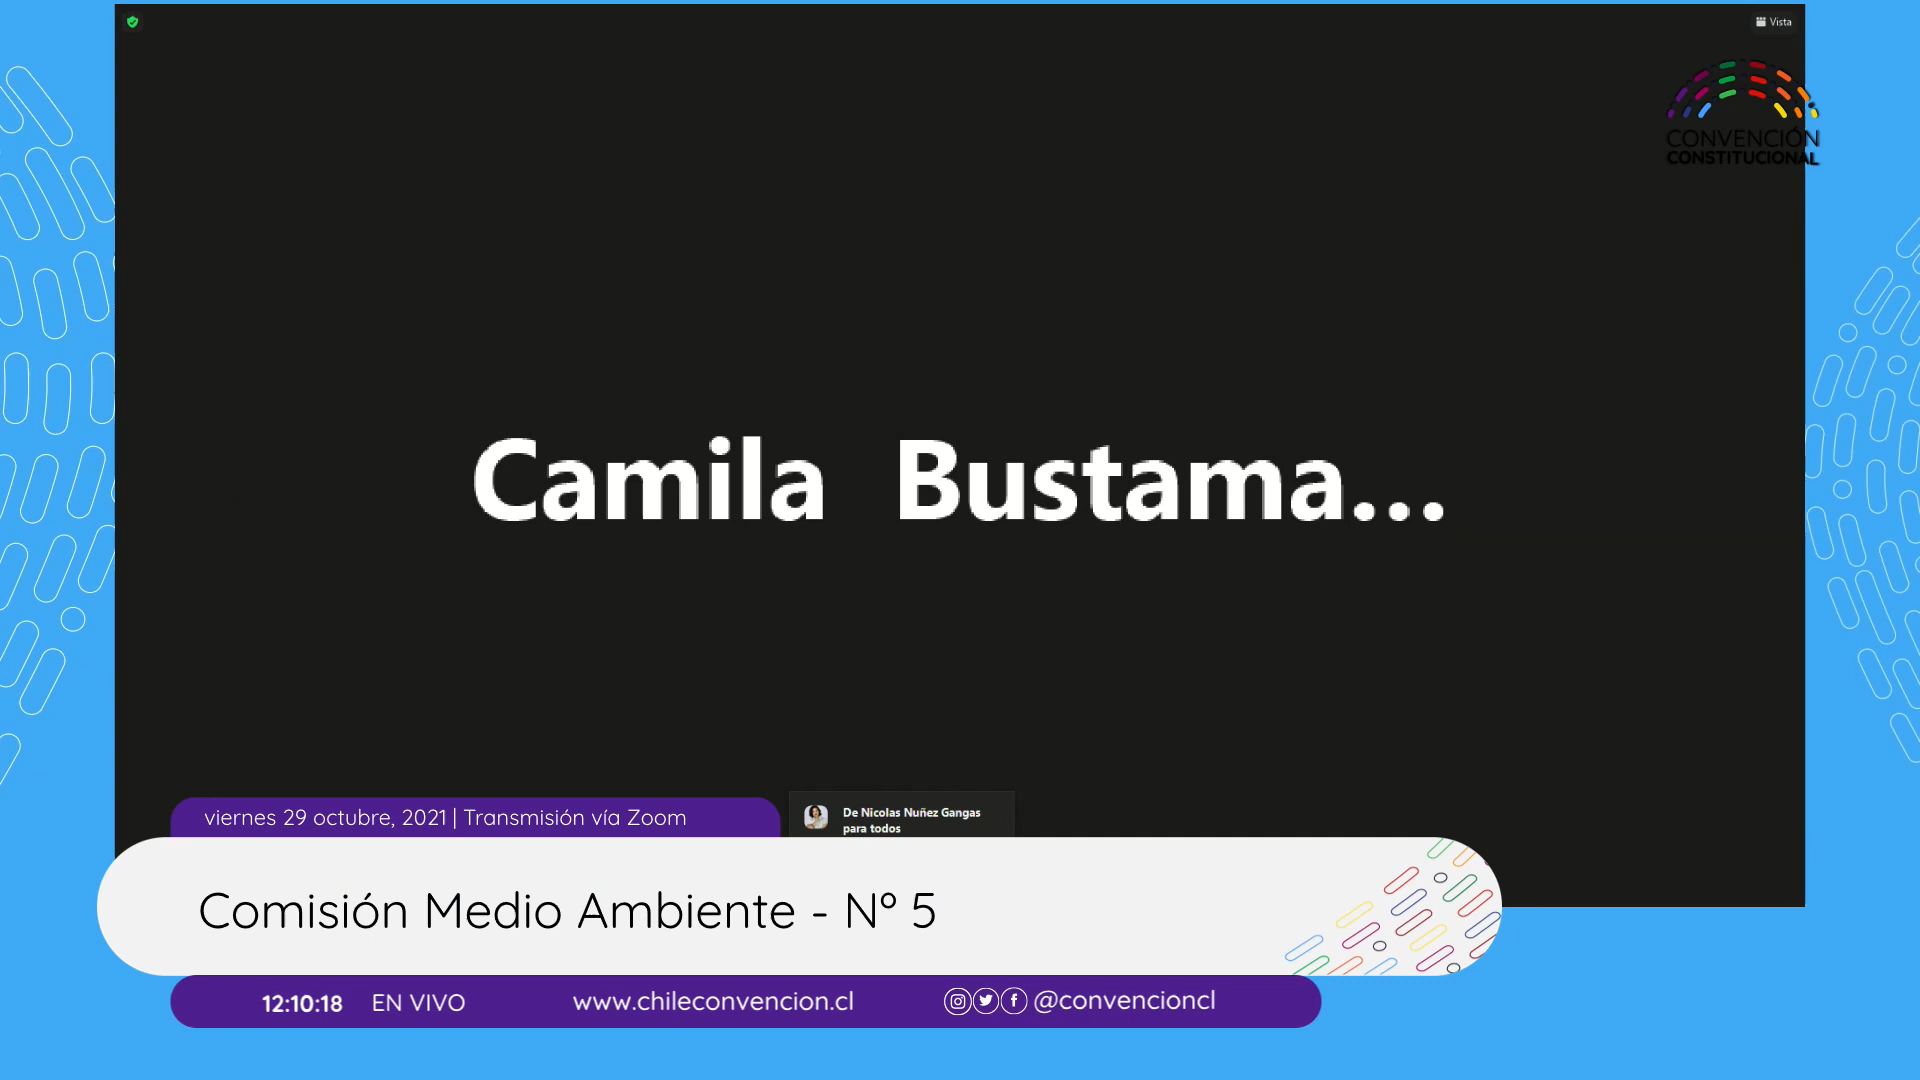 Vista
CONVENCIÓN
CONSTITUCIONAL
Camila Bustama...
viernes 29 octubre, 2021 | Transmisión vía Zoom
De Nicolas Nuñez Gangas
para todos
Comisión Medio Ambiente - Nº 5
12:10:18 EN VIVO www.chileconvencion.cl @convencioncl